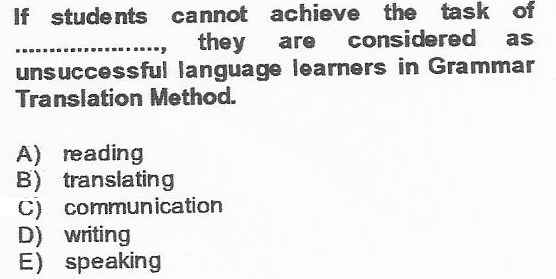 If students cannot achieve the task of
......................, they are considered as
unsuccessful language learners in Grammar
Translation Method.
A) reading
B) translating
C) communication
D) writing
E) speaking